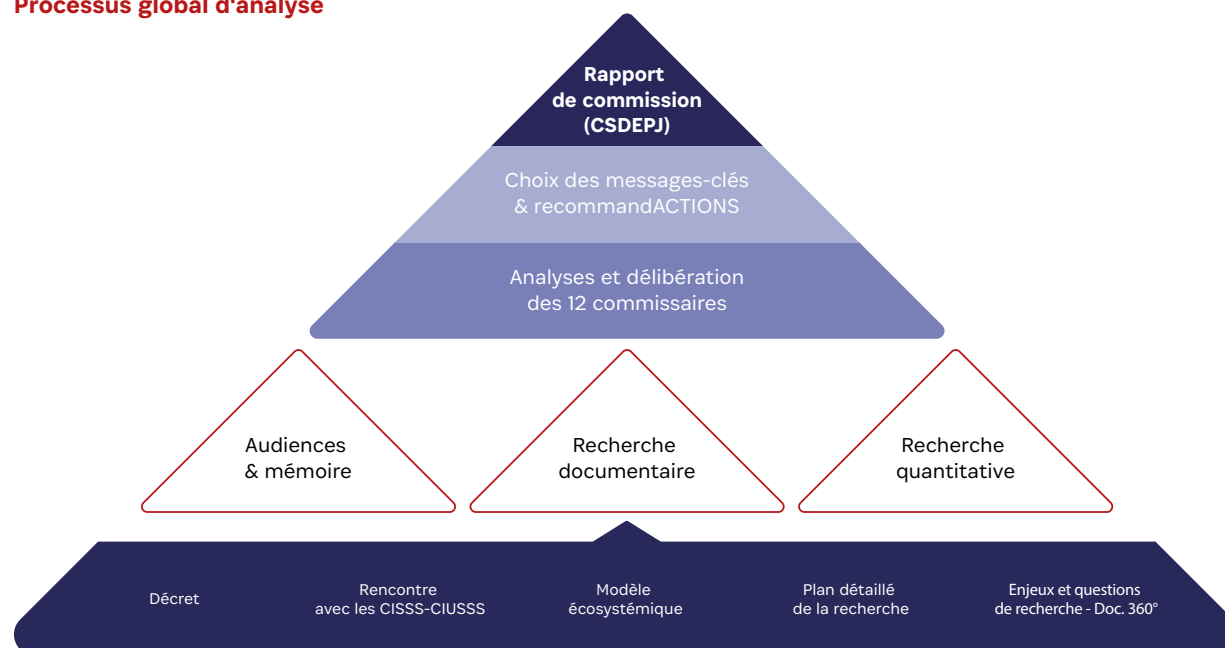 Processus global d'analyse
Rapport
de commission
(CSDEPJ)
Choix des messages-clés
& recommandACTIONS
Analyses et délibération
des 12 commissaires
Audiences
& mémoire
Recherche
documentaire
Recherche
quantitative
Décret
Rencontre
avec les CISSS-CIUSSS
Modèle
écosystémique
Plan détaillé
de la recherche
Enjeux et questions
de recherche - Doc. 360°